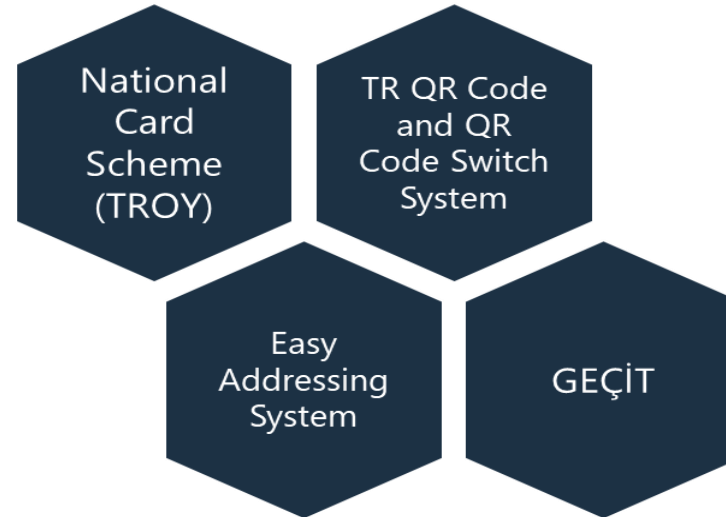 National
Card
Scheme
(TROY)
TR QR Code
and QR
Code Switch
System
Easy
Addressing
System
GEÇİT